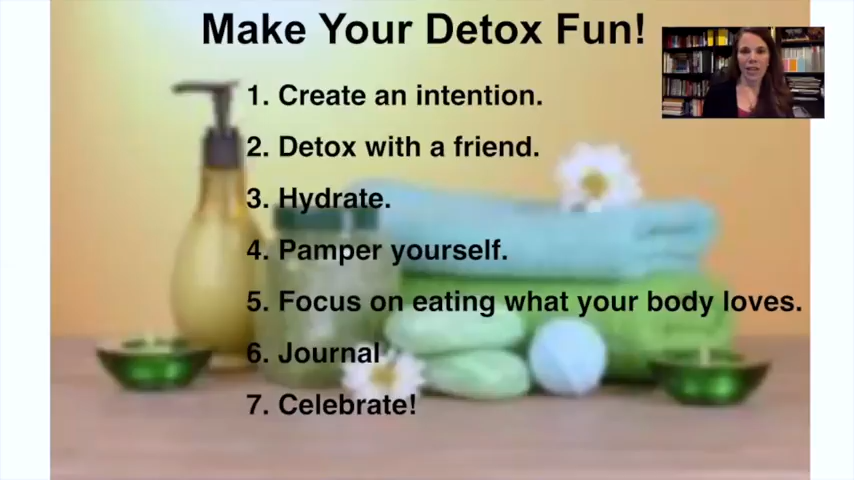 Make Your Detox Fun!
1. Create an intention.
2. Detox with a friend.
3. Hydrate.
4. Pamper yourself.
5. Focus on eating what your body loves.
6. Journal
7. Celebrate!